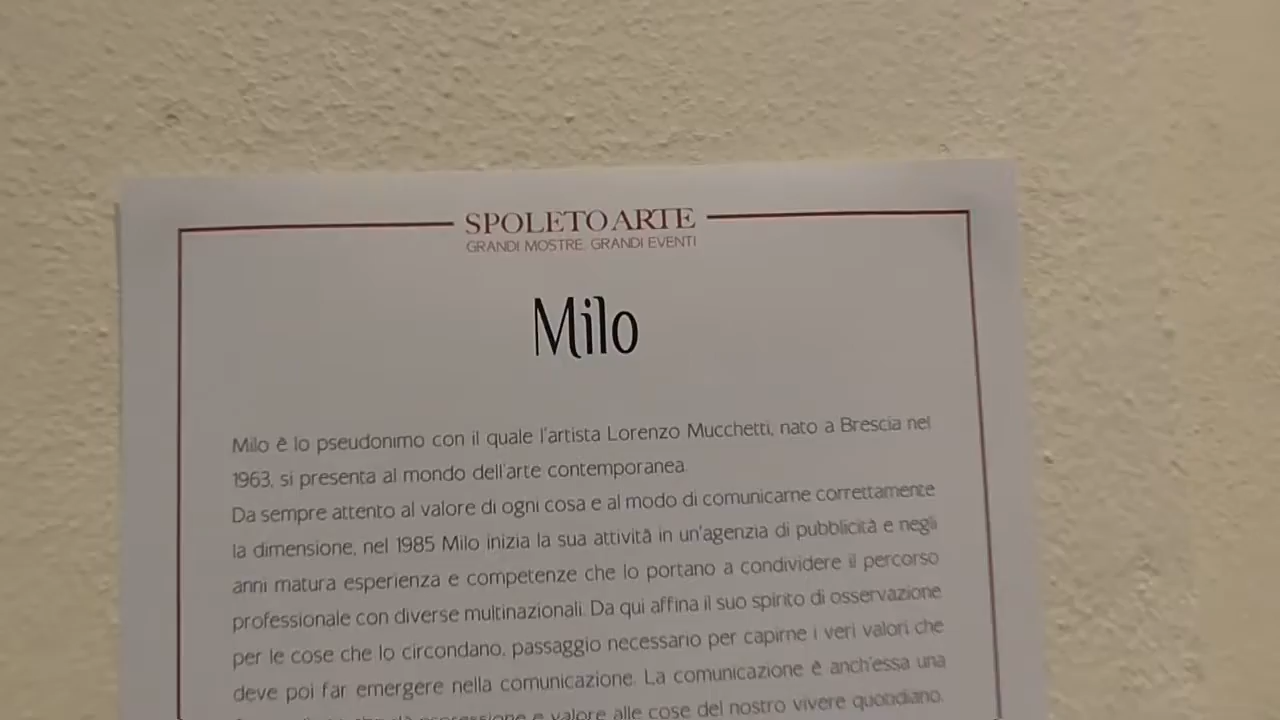 SPOLETO ARTE
GRANDI MOSTRE. GRANDI EVENTI
Milo
Milo è lo pseudonimo con il quale l'artista Lorenzo Mucchetti, nato a Brescia nel
1963, si presenta al mondo dell'arte contemporanea.
Da sempre attento al valore di ogni cosa e al modo di comunicarne correttamente
la dimensione, nel 1985 Milo inizia la sua attività in un'agenzia di pubblicità e negli
anni matura esperienza e competenze che lo portano a condividere il percorso
professionale con diverse multinazionali. Da qui affina il suo spirito di osservazione
per le cose che lo circondano, passaggio necessario per capirne i veri valori che
deve poi far emergere nella comunicazione. La comunicazione è anch'essa una
espressione e valore alle cose del nostro vivere quotidiano.